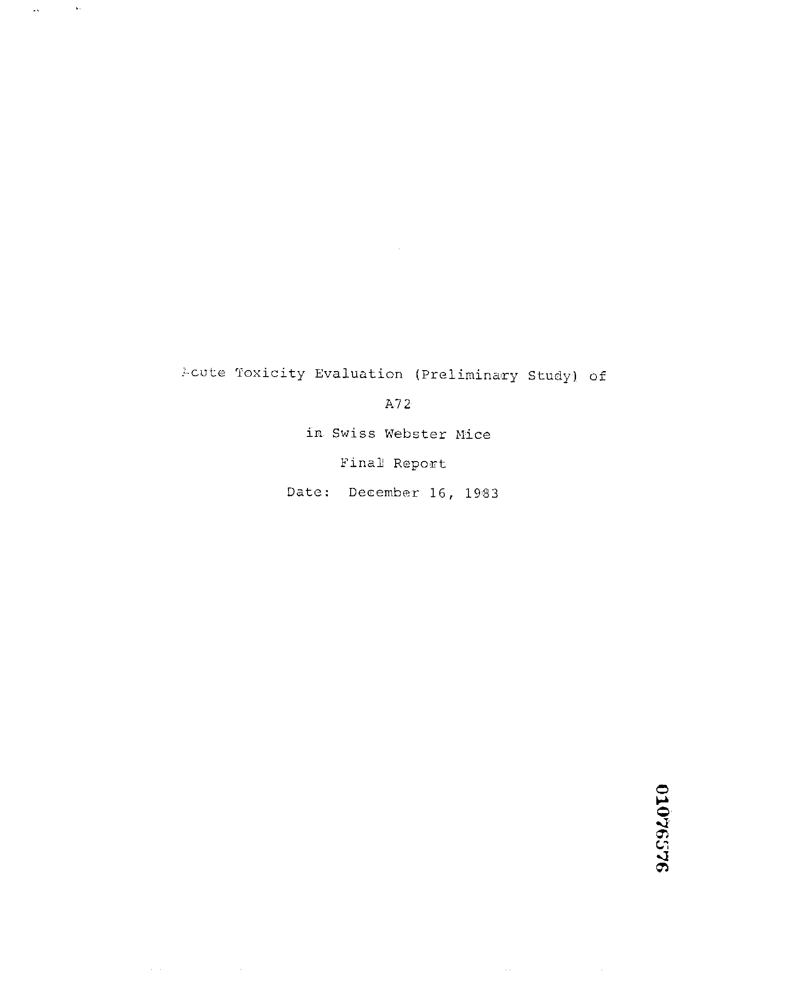 Acute Toxicity Evaluation (Preliminary Study) of
A72
in Swiss Webster Mice
Final Report
Date: December 16, 1983
01076576